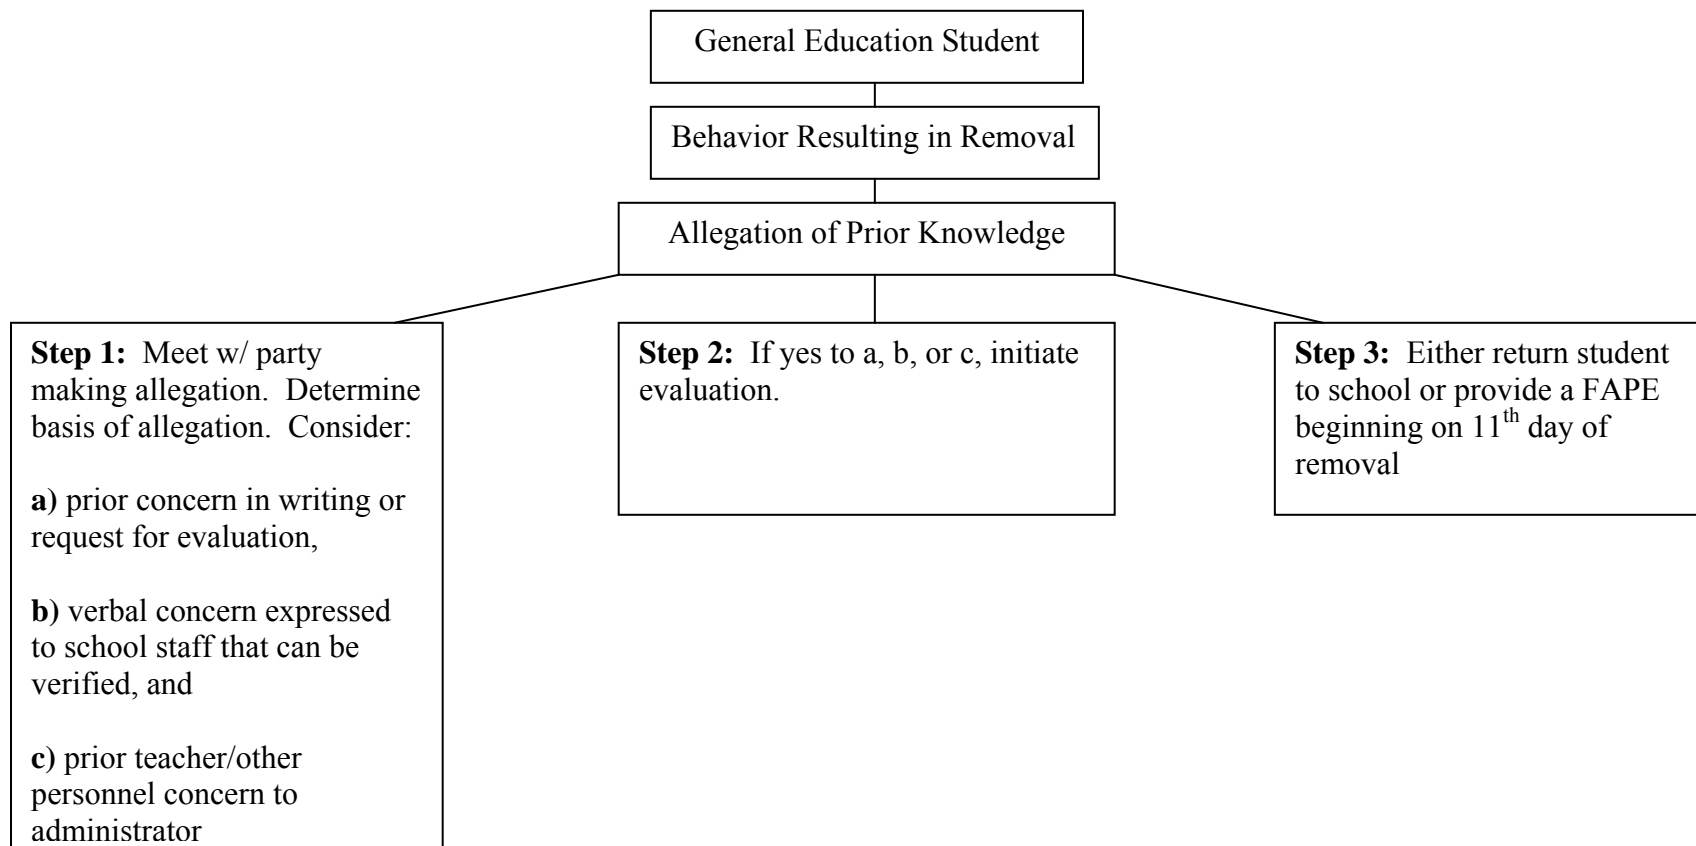 General Education Student
Behavior Resulting in Removal
Allegation of Prior Knowledge
Step 1:  Meet w/ party
making allegation.  Determine
basis of allegation.  Consider:
a) prior concern in writing or
request for evaluation,
b) verbal concern expressed
to school staff that can be
verified, and
c) prior teacher/other
personnel concern to
administrator
Step 2:  If yes to a, b, or c, initiate
evaluation.
Step 3:  Either return student
to school or provide a FAPE
beginning on 11th day of
removal